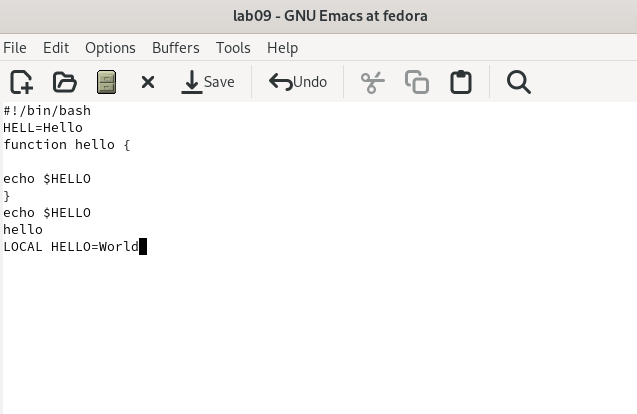 lab09 - GNU Emacs at fedora
File Edit Options Buffers Tools Help
Save Undo
#!/bin/bash
HELL=Hello
function hello {

echo $HELLO
}
echo $HELLO
hello
LOCAL HELLO=World